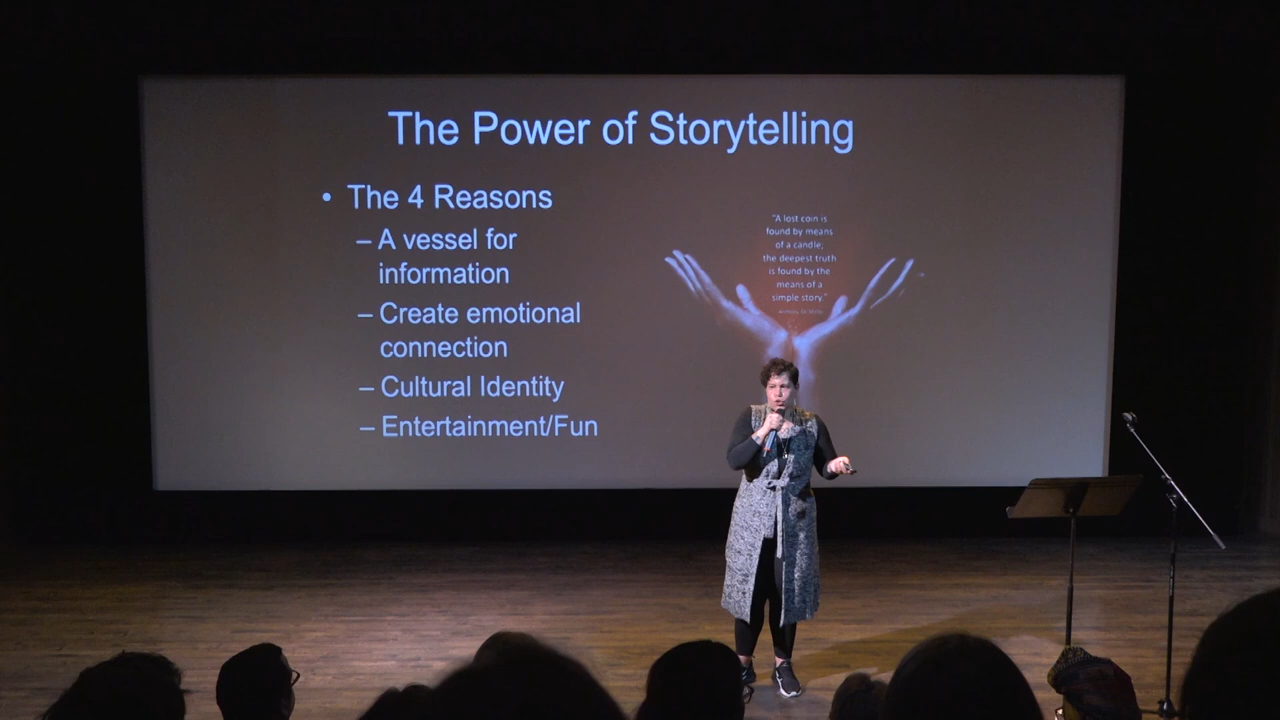 The Power of Storytelling
• The 4 Reasons
– A vessel for
information
– Create emotional
connection
– Cultural Identity
– Entertainment/Fun
"A lost coin is
found by means
of a candle;
the deepest truth
is found by the
means of a
simple story."